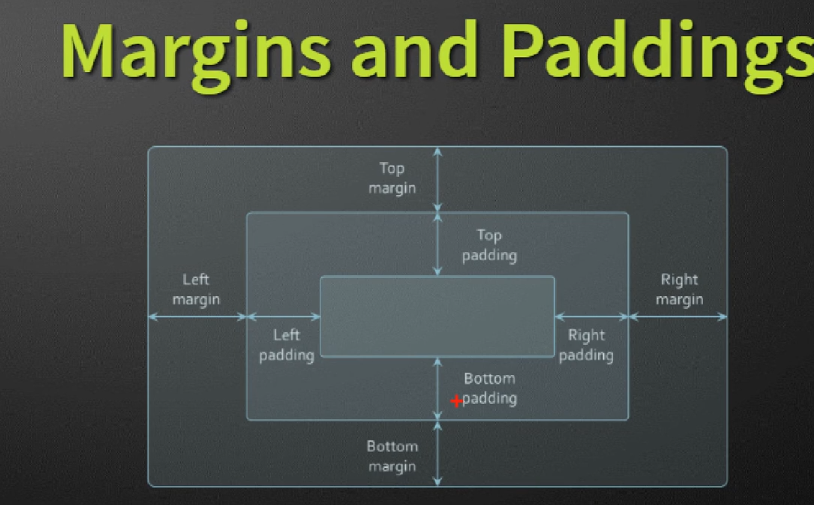 Margins and Paddings
Top
margin
Top
padding
Left
margin
Right
margin
Left
padding
Right
padding
Bottom
padding
Bottom
margin